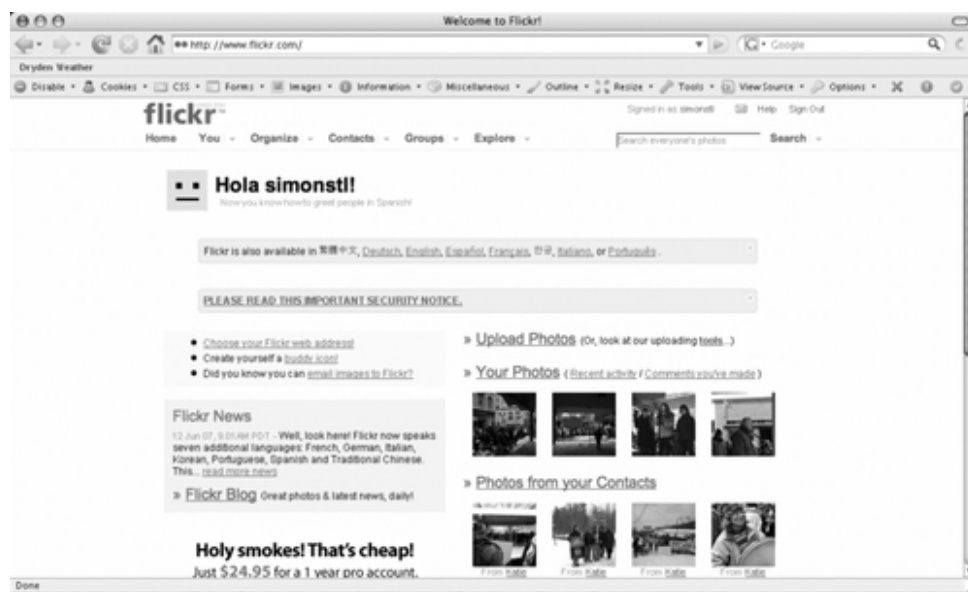 Welcome to Flickr!
http://www.flickr.com/
Google
Dryden Weather
Disable Cookies CSS Forms Images Information Miscellaneous Outline Resize Tools View Source Options
flickr
Signed in as simonstl Help Sign Out
Home You Organize Contacts Groups Explore
Search everyone's photos Search
Hola simonstl!
Now you know how to greet people in Spanish!
Flickr is also available in 繁體中文, Deutsch, English, Español, Français, 한글, Italiano, or Português.
PLEASE READ THIS IMPORTANT SECURITY NOTICE.
Choose your Flickr web address!
Create yourself a buddy icon!
Did you know you can email images to Flickr?
» Upload Photos (Or, look at our uploading tools...)
» Your Photos (Recent activity / Comments you've made)
Flickr News
12 Jun 07, 9.01AM PDT - Well, look here! Flickr now speaks
seven additional languages: French, German, Italian,
Korean, Portuguese, Spanish and Traditional Chinese.
This... read more news
» Flickr Blog Great photos & latest news, daily!
» Photos from your Contacts
From Katie From Katie From Katie From Katie
Holy smokes! That's cheap!
Just $24.95 for a 1 year pro account.
Done